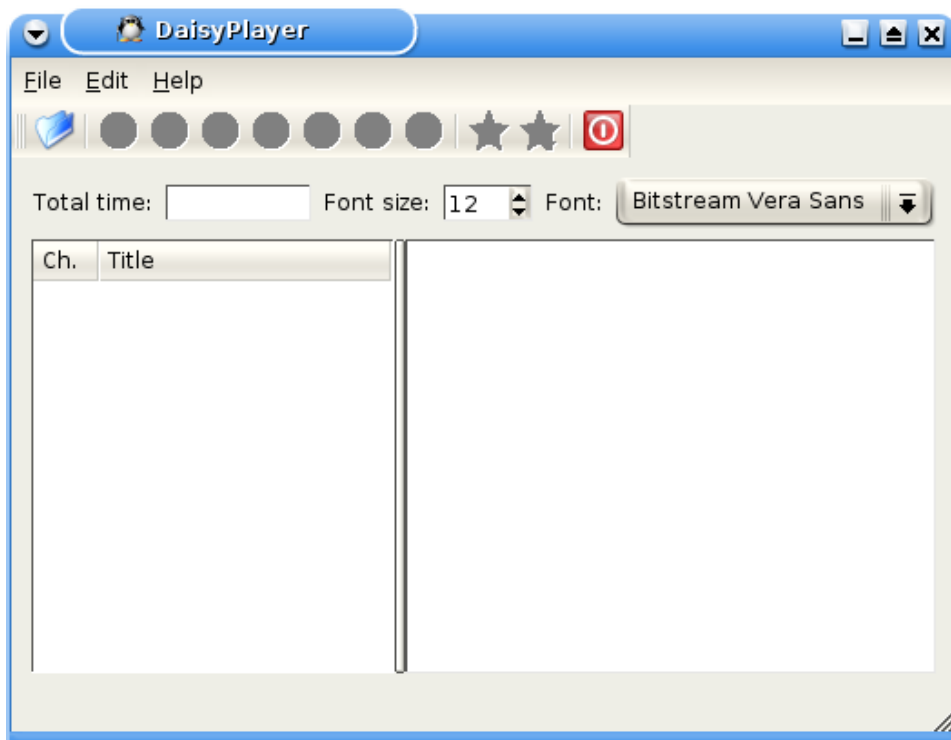 DaisyPlayer
File Edit Help
Total time: Font size: 12 Font: Bitstream Vera Sans
Ch. Title